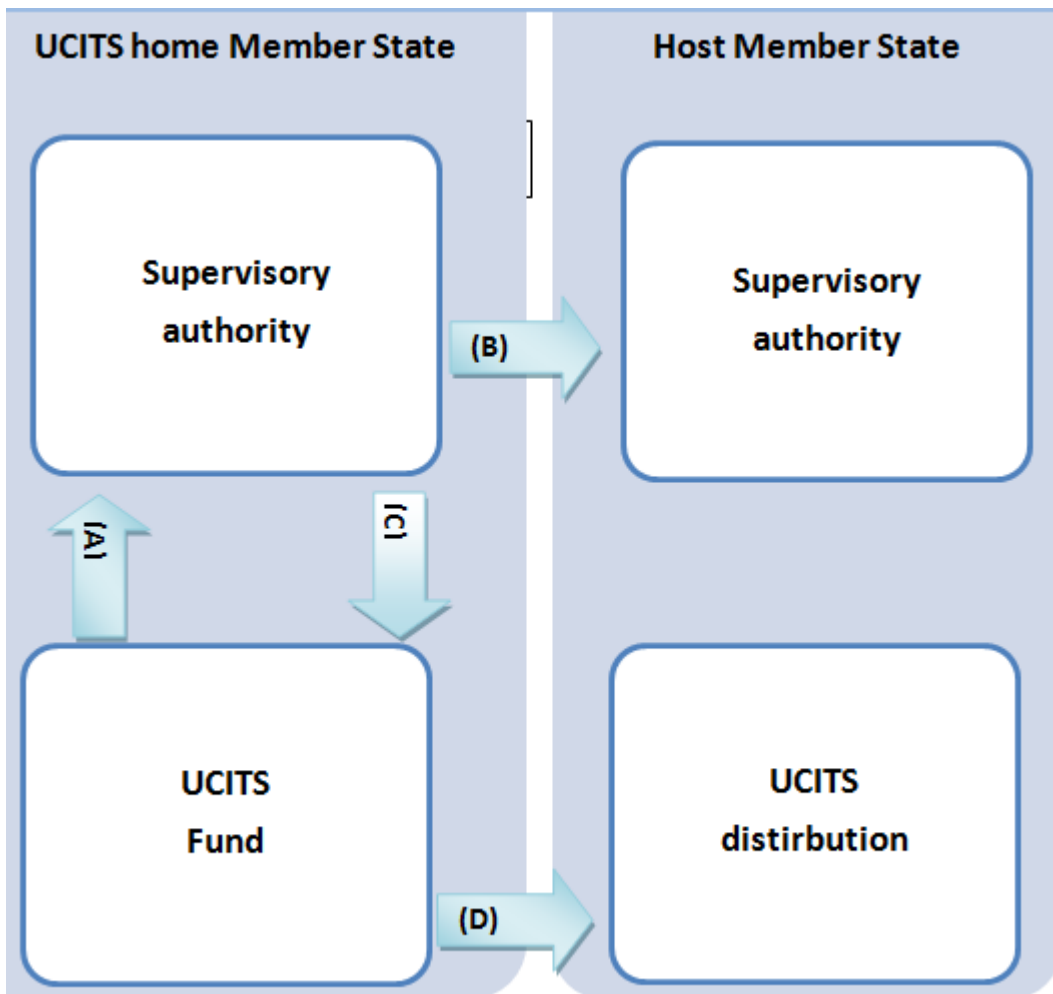 UCITS home Member State
Host Member State
Supervisory
authority
Supervisory
authority
(B)
(A)
(C)
UCITS
Fund
UCITS
distirbution
(D)